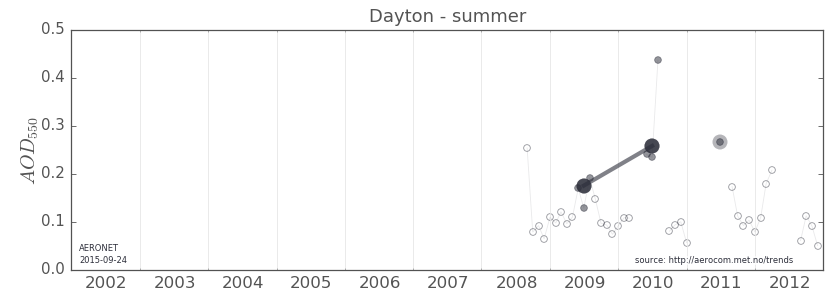 Dayton - summer
0.5
0.4
0.3
0.2
0.1
0.0
AOD550
AERONET
2015-09-24
source: http://aerocom.met.no/trends
2002 2003 2004 2005 2006 2007 2008 2009 2010 2011 2012